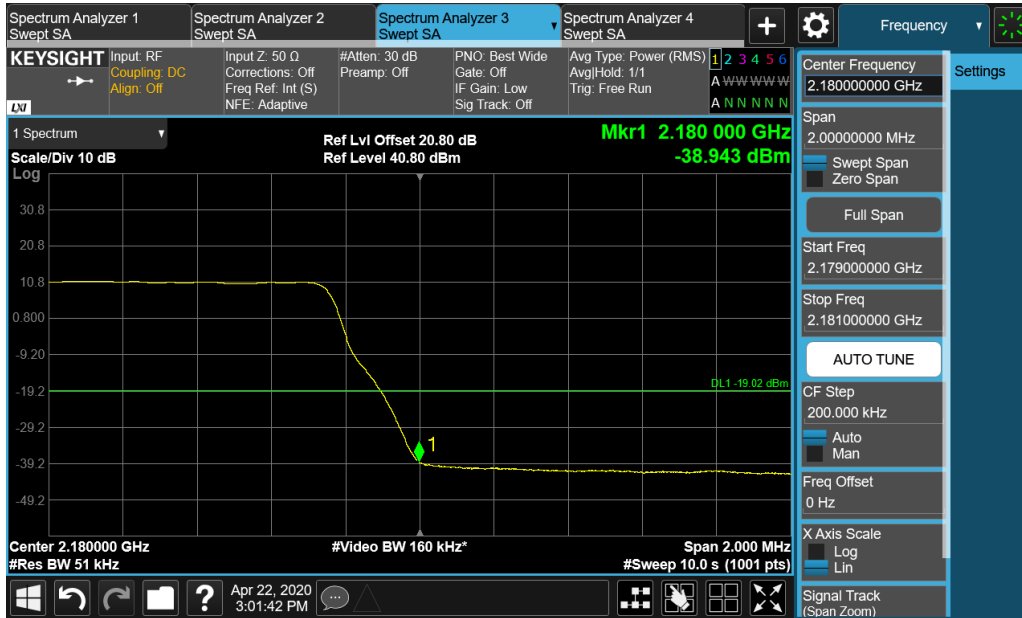 Spectrum Analyzer 1
Swept SA
Spectrum Analyzer 2
Swept SA
Spectrum Analyzer 3
Swept SA
Spectrum Analyzer 4
Swept SA
Frequency
KEYSIGHT
LXI
Input: RF
Coupling: DC
Align: Off
Input Z: 50 Ω
Corrections: Off
Freq Ref: Int (S)
NFE: Adaptive
#Atten: 30 dB
Preamp: Off
PNO: Best Wide
Gate: Off
IF Gain: Low
Sig Track: Off
Avg Type: Power (RMS)
Avg|Hold: 1/1
Trig: Free Run
1 2 3 4 5 6
A W W W W W
A N N N N N
1 Spectrum
Scale/Div 10 dB
Log
Ref Lvl Offset 20.80 dB
Ref Level 40.80 dBm
Mkr1 2.180 000 GHz
-38.943 dBm
30.8
20.8
10.8
0.800
-9.20
-19.2
-29.2
-39.2
-49.2
DL1 -19.02 dBm
1
Center 2.180000 GHz
#Res BW 51 kHz
#Video BW 160 kHz*
Span 2.000 MHz
#Sweep 10.0 s (1001 pts)
Settings
Center Frequency
2.180000000 GHz
Span
2.00000000 MHz
Swept Span
Zero Span
Full Span
Start Freq
2.179000000 GHz
Stop Freq
2.181000000 GHz
AUTO TUNE
CF Step
200.000 kHz
Auto
Man
Freq Offset
0 Hz
X Axis Scale
Log
Lin
Signal Track
(Span Zoom)
?
Apr 22, 2020
3:01:42 PM